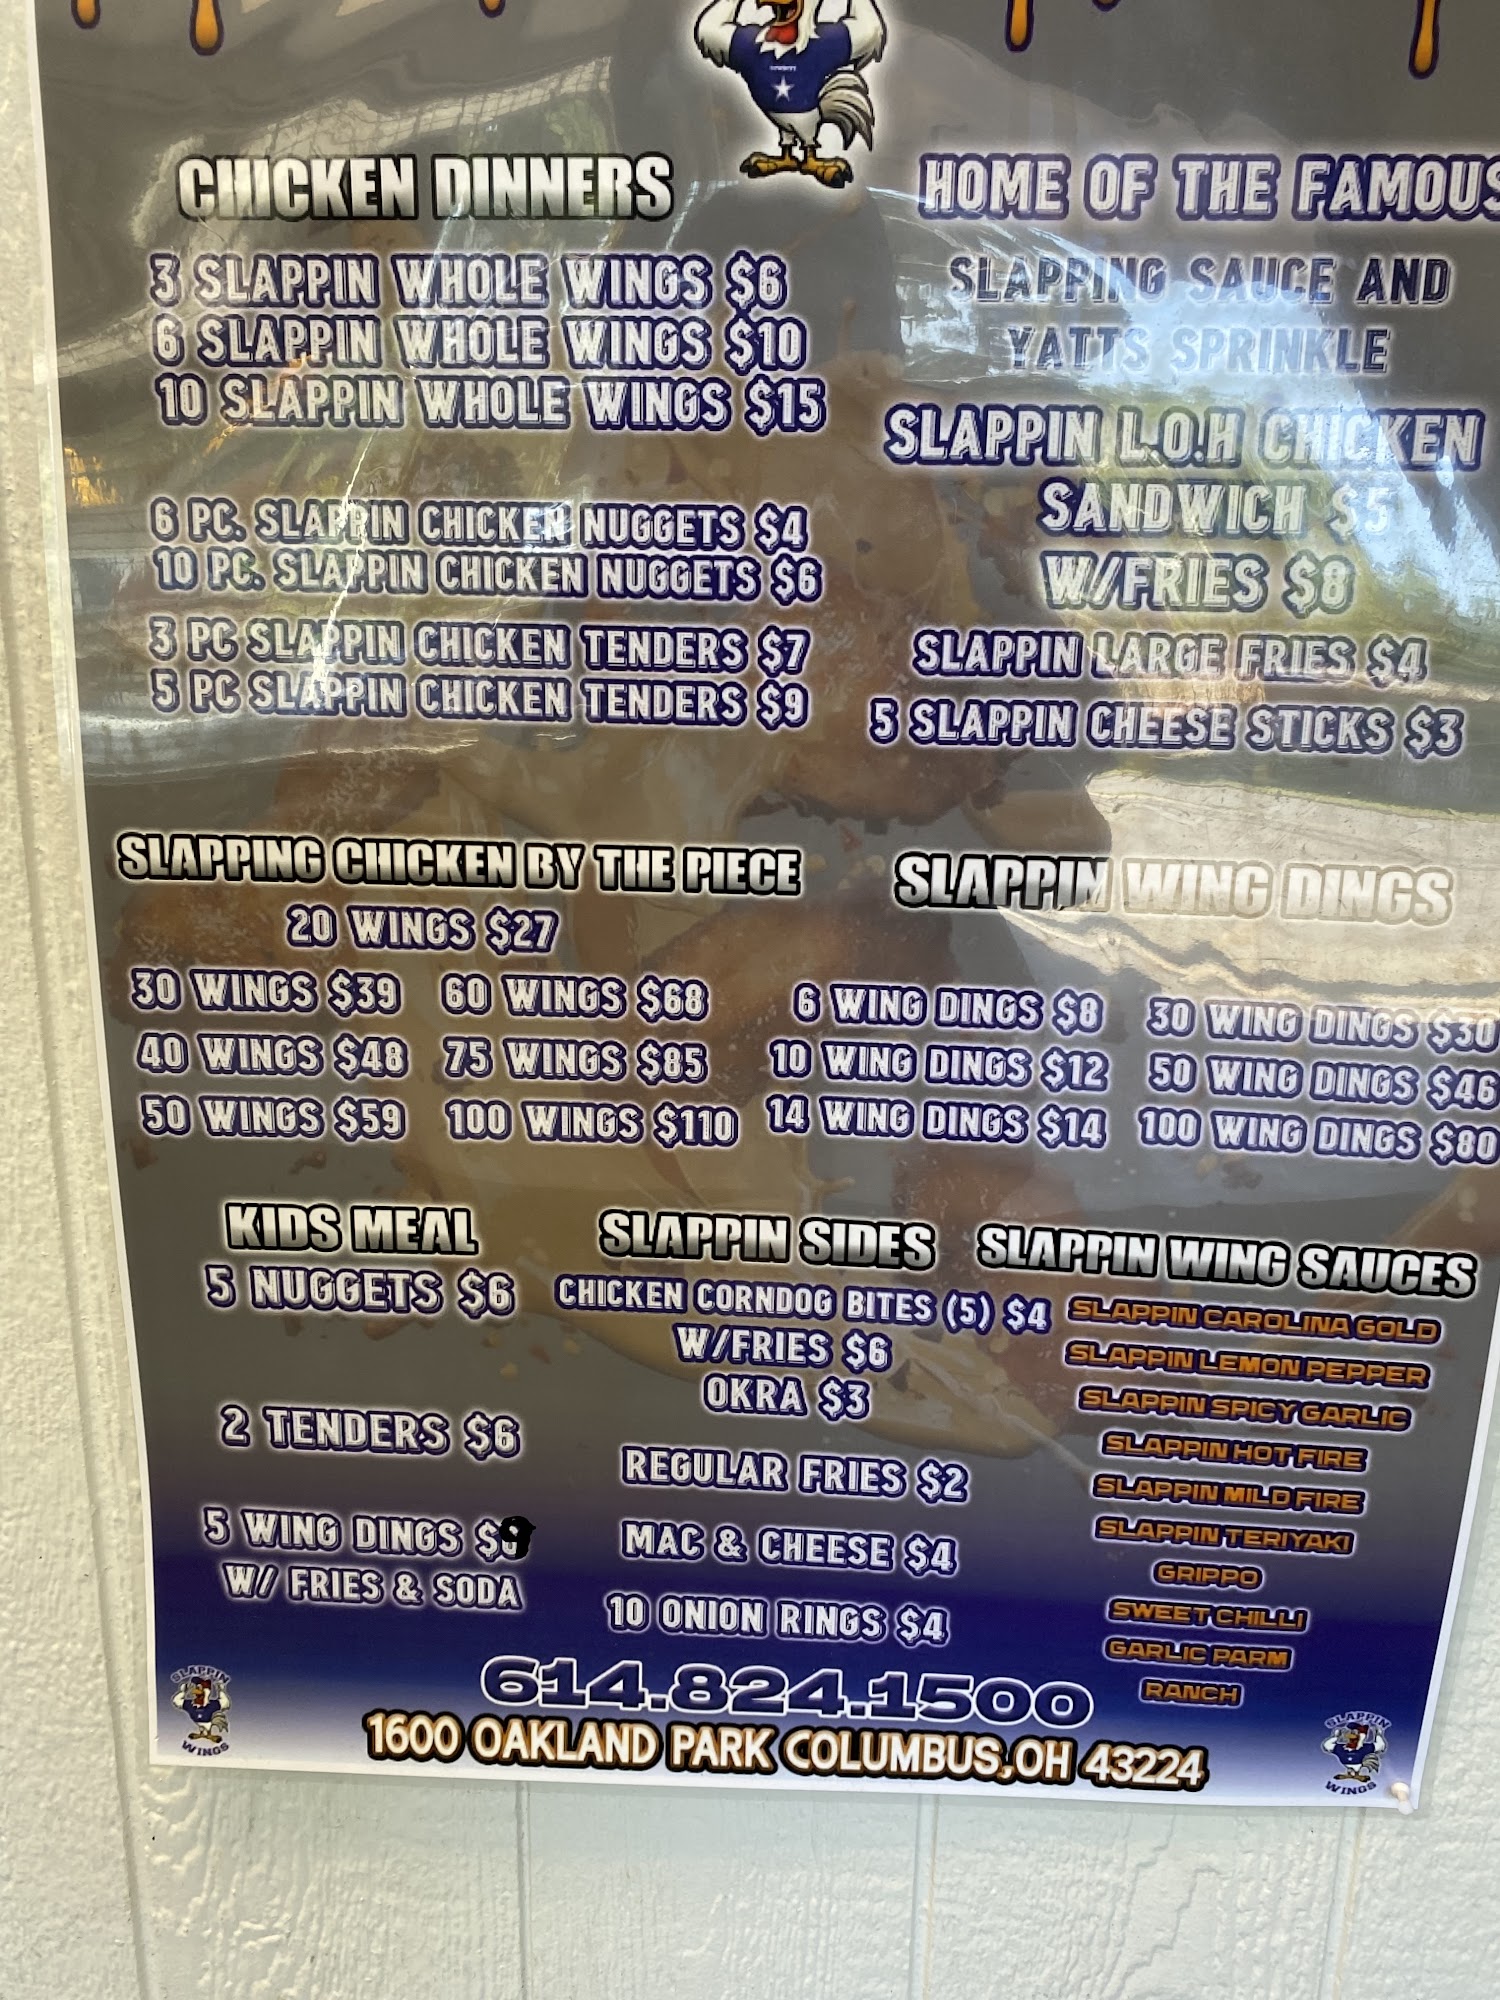 COWBOYS
CHICKEN DINNERS
3 SLAPPIN WHOLE WINGS $6
6 SLAPPIN WHOLE WINGS $10
10 SLAPPIN WHOLE WINGS $15
6 PC. SLAPPIN CHICKEN NUGGETS $4
10 PC. SLAPPIN CHICKEN NUGGETS $6
3 PC SLAPPIN CHICKEN TENDERS $7
5 PC SLAPPIN CHICKEN TENDERS $9
HOME OF THE FAMOUS
SLAPPING SAUCE AND
YATTS SPRINKLE
SLAPPIN L.O.H CHICKEN
SANDWICH $5
W/FRIES $8
SLAPPIN LARGE FRIES $4
5 SLAPPIN CHEESE STICKS $3
SLAPPING CHICKEN BY THE PIECE
20 WINGS $27
30 WINGS $39 60 WINGS $68
40 WINGS $48 75 WINGS $85
50 WINGS $59 100 WINGS $110
SLAPPIN WING DINGS
6 WING DINGS $8 30 WING DINGS $30
10 WING DINGS $12 50 WING DINGS $46
14 WING DINGS $14 100 WING DINGS $80
KIDS MEAL
5 NUGGETS $6
2 TENDERS $6
5 WING DINGS $9
W/ FRIES & SODA
SLAPPIN SIDES
CHICKEN CORNDOG BITES (5) $4
W/FRIES $6
OKRA $3
REGULAR FRIES $2
MAC & CHEESE $4
10 ONION RINGS $4
SLAPPIN WING SAUCES
SLAPPIN CAROLINA GOLD
SLAPPIN LEMON PEPPER
SLAPPIN SPICY GARLIC
SLAPPIN HOT FIRE
SLAPPIN MILD FIRE
SLAPPIN TERIYAKI
GRIPPO
SWEET CHILLI
GARLIC PARM
RANCH
614.824.1500
1600 OAKLAND PARK COLUMBUS,OH 43224
SLAPPIN
WINGS
SLAPPIN
WINGS